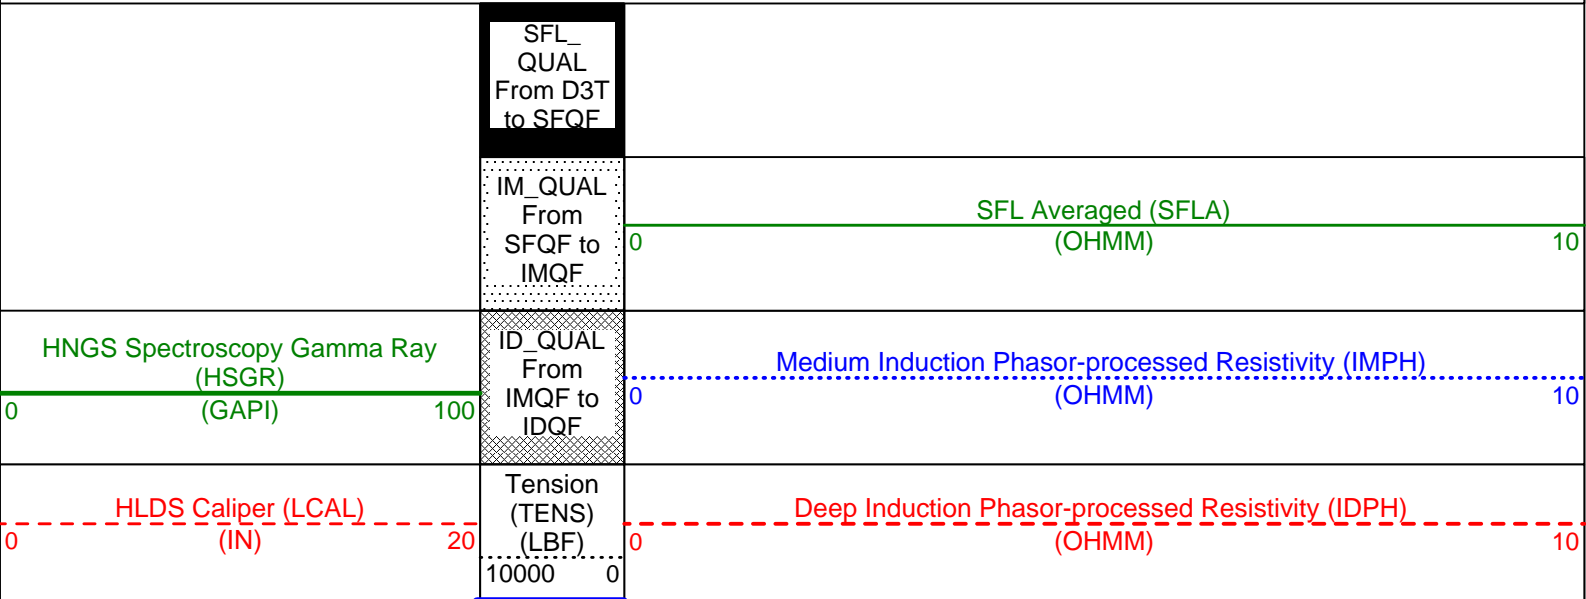 SFL_
QUAL
From D3T
to SFQF
IM_QUAL
From
SFQF to
IMQF
SFL Averaged (SFLA)
0 (OHMM) 10
HNGS Spectroscopy Gamma Ray
(HSGR)
0 (GAPI) 100
ID_QUAL
From
IMQF to
IDQF
Medium Induction Phasor-processed Resistivity (IMPH)
0 (OHMM) 10
HLDS Caliper (LCAL)
0 (IN) 20
Tension
(TENS)
(LBF)
10000 0
Deep Induction Phasor-processed Resistivity (IDPH)
0 (OHMM) 10